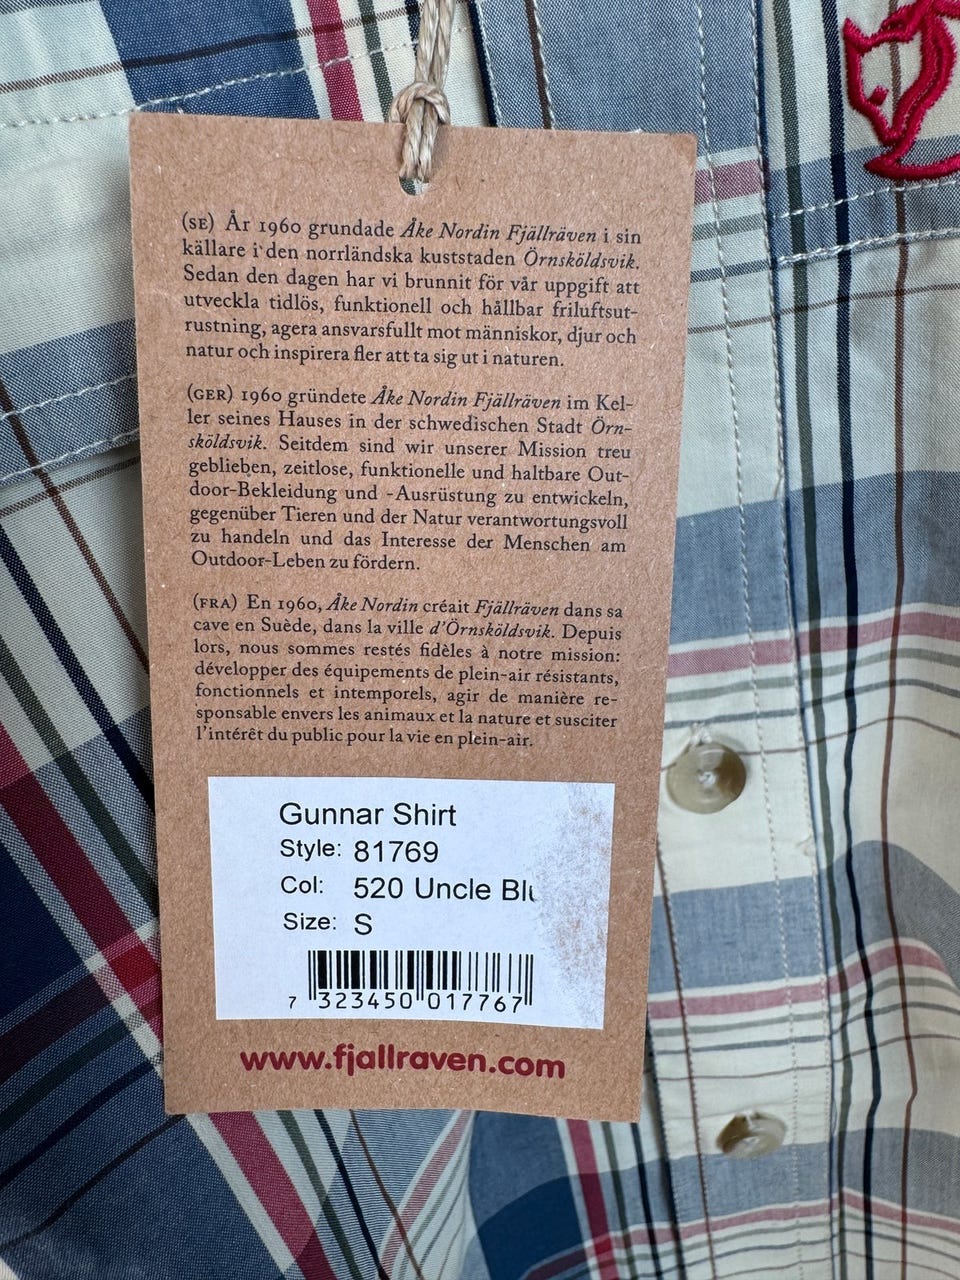 (SE) År 1960 grundade Åke Nordin Fjällräven i sin
källare i den norrländska kuststaden Örnsköldsvik.
Sedan den dagen har vi brunnit för vår uppgift att
utveckla tidlös, funktionell och hållbar friluftsut-
rustning, agera ansvarsfullt mot människor, djur och
natur och inspirera fler att ta sig ut i naturen.
(GER) 1960 gründete Åke Nordin Fjällräven im Kel-
ler seines Hauses in der schwedischen Stadt Örn-
sköldsvik. Seitdem sind wir unserer Mission treu
geblieben, zeitlose, funktionelle und haltbare Out-
door-Bekleidung und -Ausrüstung zu entwickeln,
gegenüber Tieren und der Natur verantwortungsvoll
zu handeln und das Interesse der Menschen am
Outdoor-Leben zu fördern.
(FRA) En 1960, Åke Nordin créait Fjällräven dans sa
cave en Suède, dans la ville d'Örnsköldsvik. Depuis
lors, nous sommes restés fidèles à notre mission:
développer des équipements de plein-air résistants,
fonctionnels et intemporels, agir de manière re-
sponsable envers les animaux et la nature et susciter
l'intérêt du public pour la vie en plein-air.
Gunnar Shirt
Style: 81769
Col: 520 Uncle
Size: S
7 323450 017767
www.fjallraven.com